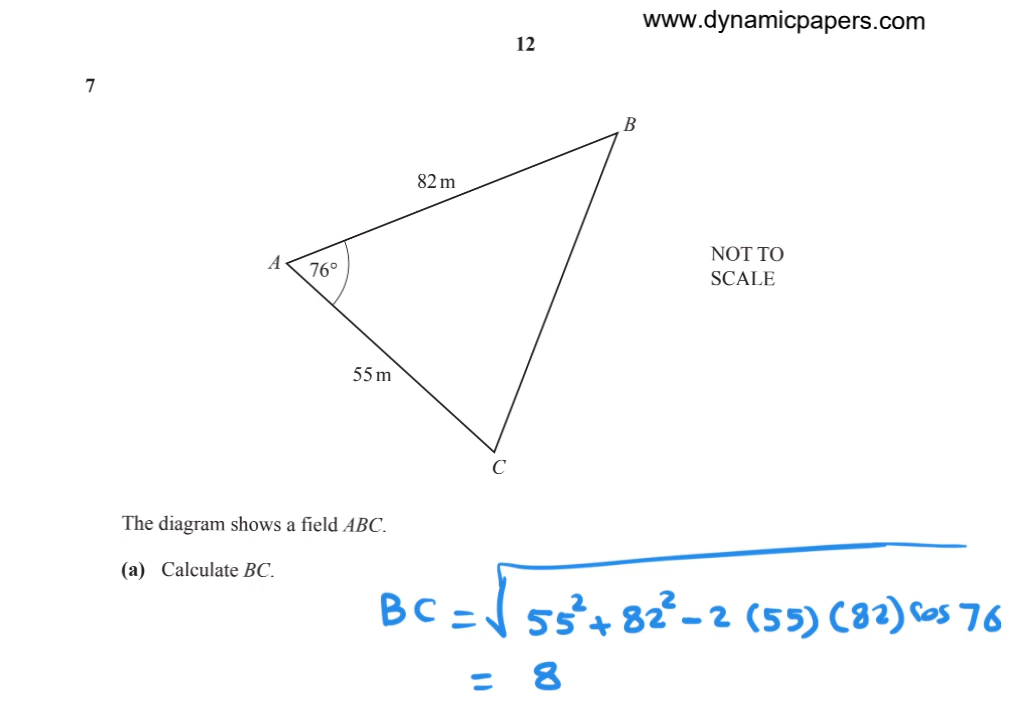 www.dynamicpapers.com
12
7
B
82 m
A
76°
NOT TO
SCALE
55 m
C
The diagram shows a field ABC.
(a) Calculate BC.
BC = √55² + 82² - 2 (55) (82) cos 76
= 8